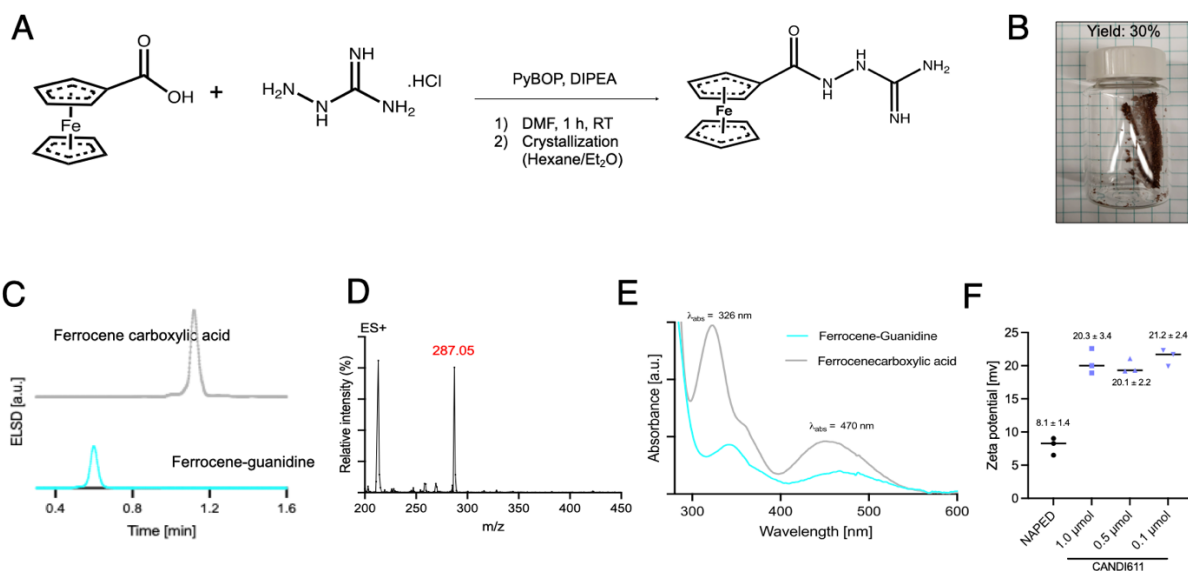 A
O
OH
Fe
+
H₂N
N
H
NH
NH₂
.HCl
PyBOP, DIPEA
1) DMF, 1 h, RT
2) Crystallization
(Hexane/Et₂O)
O
H
N
N
H
NH₂
NH
Fe
B
Yield: 30%
C
Ferrocene carboxylic acid
Ferrocene-guanidine
ELSD [a.u.]
0.4 0.8 1.2 1.6
Time [min]
D
ES+
287.05
Relative intensity (%)
200 250 300 350 400 450
m/z
E
λabs = 326 nm
Ferrocene-Guanidine
Ferrocenecarboxylic acid
λabs = 470 nm
Absorbance [a.u.]
300 400 500 600
Wavelength [nm]
F
25
20
15
10
5
0
Zeta potential [mv]
8.1 ± 1.4
20.3 ± 3.4
20.1 ± 2.2
21.2 ± 2.4
NAPED
1.0 μmol
0.5 μmol
0.1 μmol
CANDI611